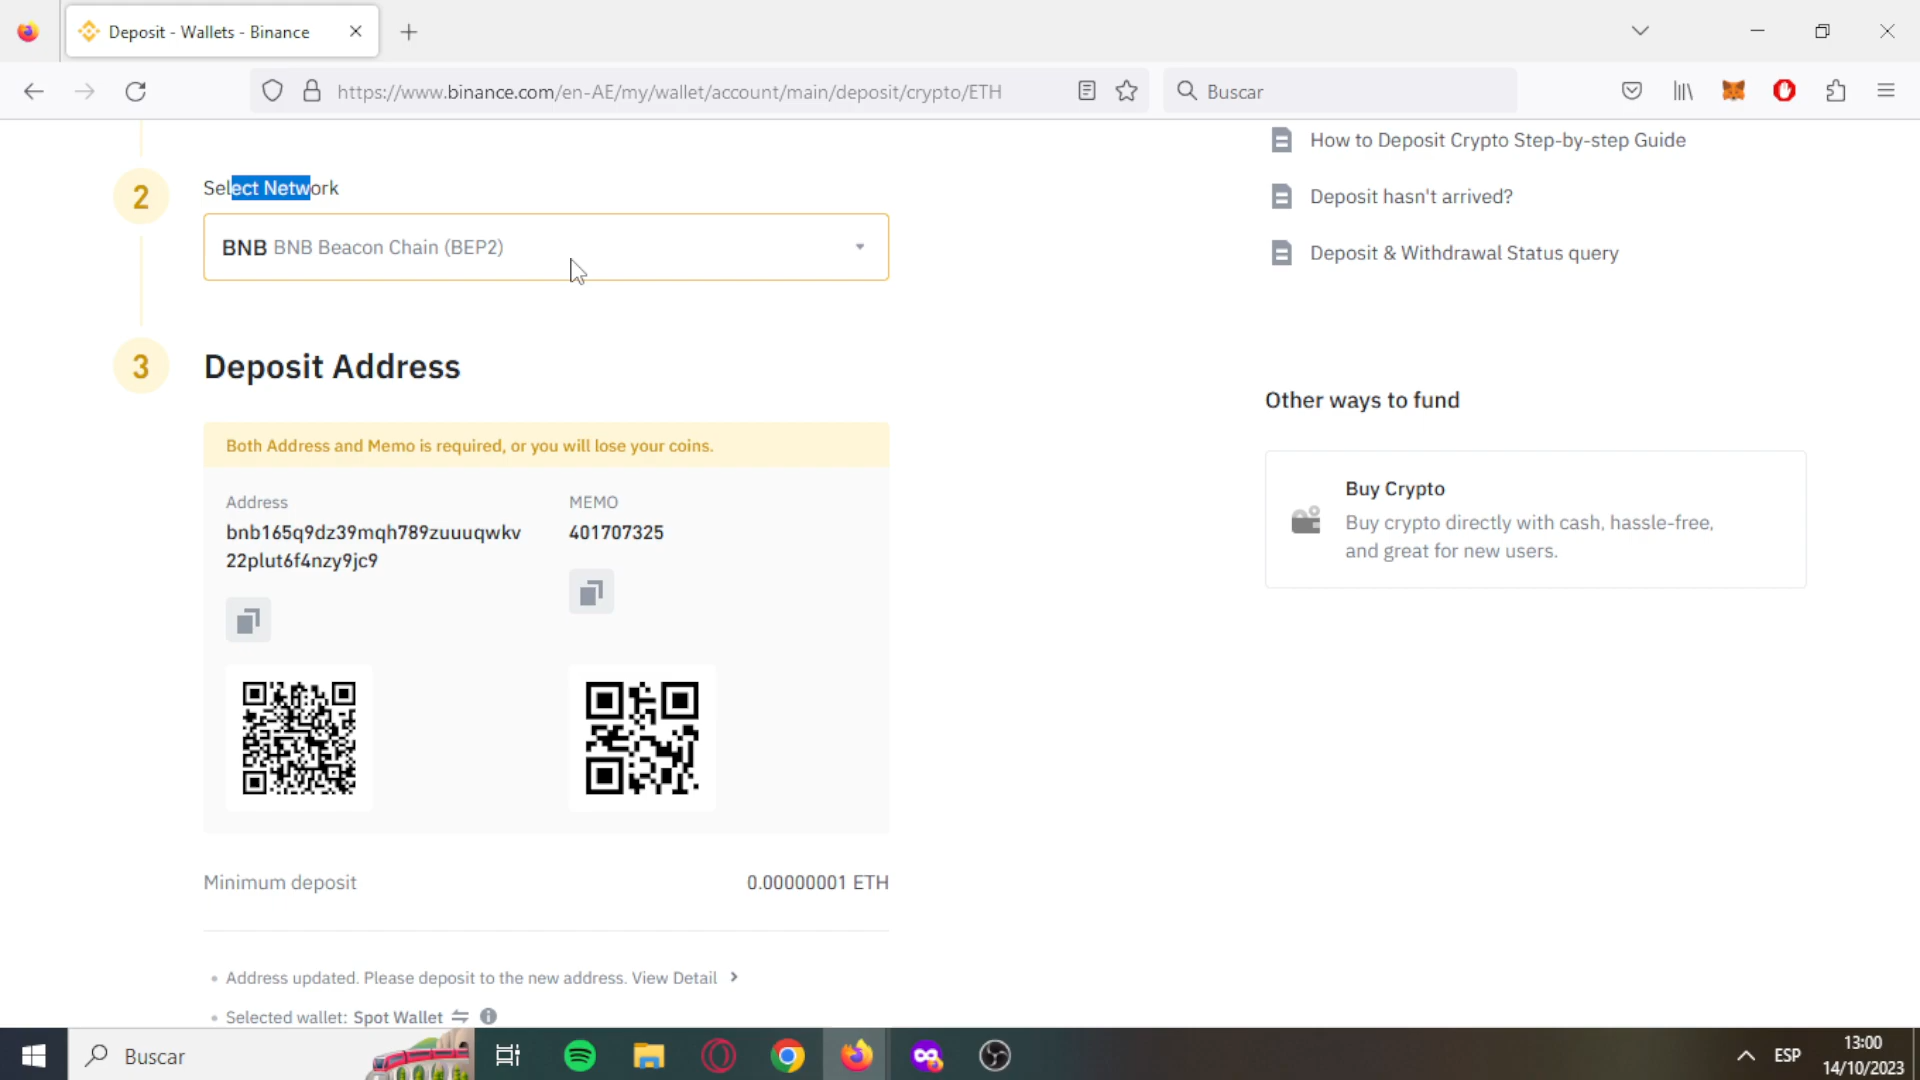 Deposit - Wallets - Binance
https://www.binance.com/en-AE/my/wallet/account/main/deposit/crypto/ETH
Buscar
How to Deposit Crypto Step-by-step Guide
2
Select Network
Deposit hasn't arrived?
BNB BNB Beacon Chain (BEP2)
Deposit & Withdrawal Status query
3
Deposit Address
Other ways to fund
Both Address and Memo is required, or you will lose your coins.
Buy Crypto
Buy crypto directly with cash, hassle-free,
and great for new users.
Address
MEMO
bnb165q9dz39mqh789zuuuqwkv
22plut6f4nzy9jc9
401707325
Minimum deposit
0.00000001 ETH
Address updated. Please deposit to the new address. View Detail
Selected wallet: Spot Wallet
Buscar
ESP
13:00
14/10/2023